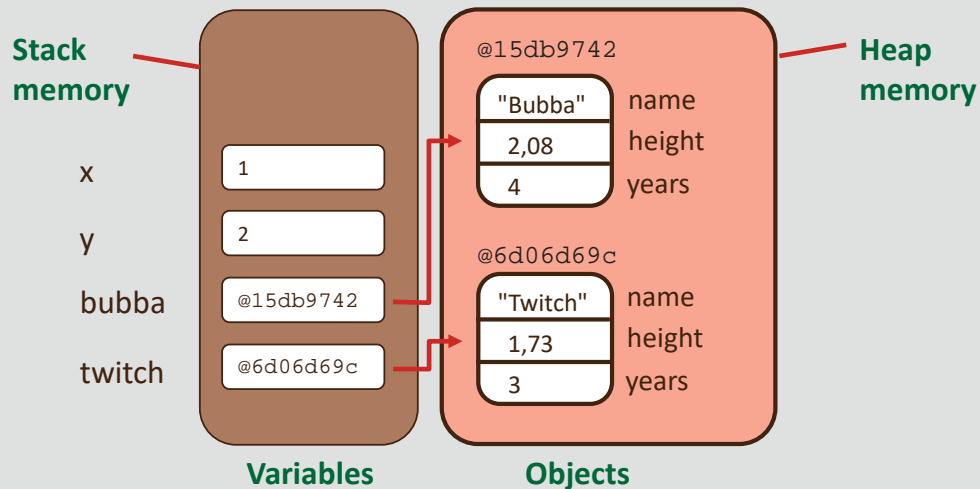 Stack
memory
Heap
memory
x
1
y
2
bubba
@15db9742
twitch
@6d06d69c
@15db9742
"Bubba" name
2,08 height
4 years
@6d06d69c
"Twitch" name
1,73 height
3 years
Variables
Objects